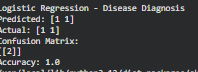 Logistic Regression - Disease Diagnosis
Predicted: [1 1]
Actual: [1 1]
Confusion Matrix:
[[2]]
Accuracy: 1.0